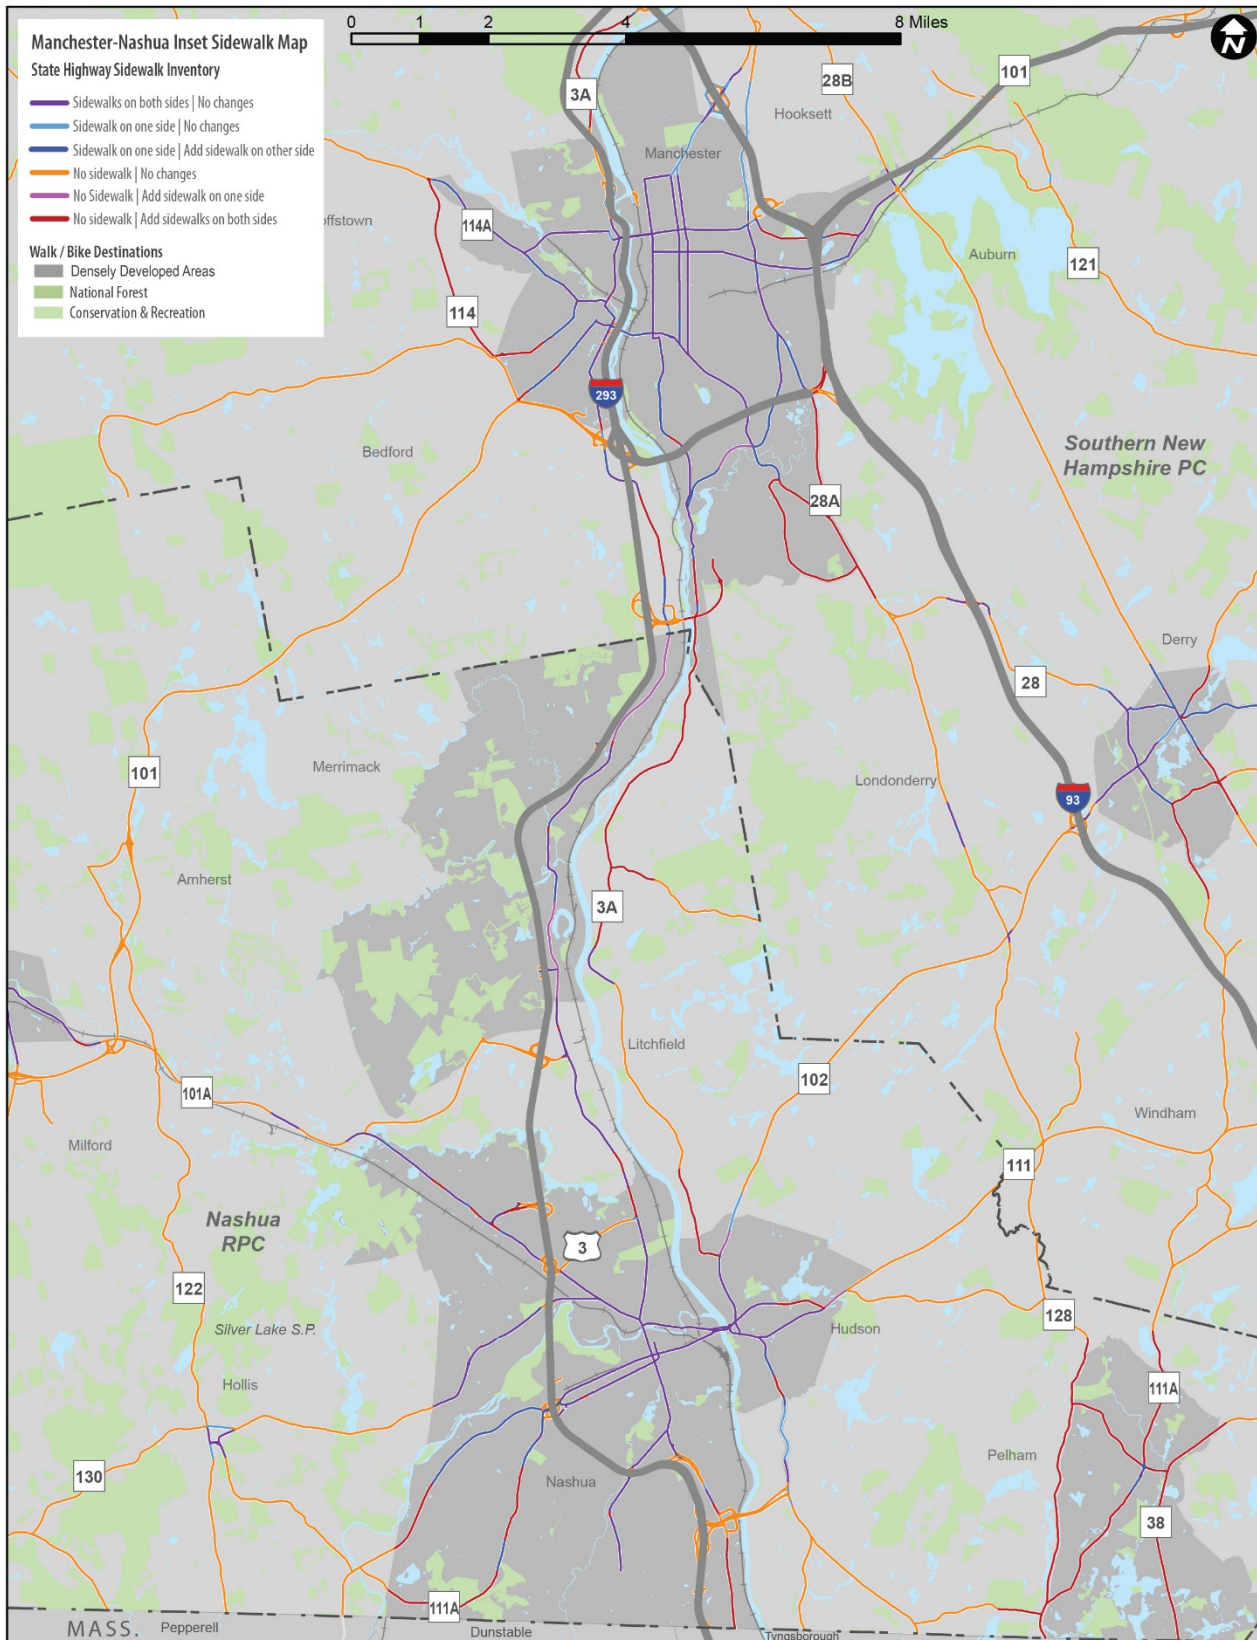 0 1 2 4 8 Miles
N
Manchester-Nashua Inset Sidewalk Map
State Highway Sidewalk Inventory
Sidewalks on both sides | No changes
Sidewalk on one side | No changes
Sidewalk on one side | Add sidewalk on other side
No sidewalk | No changes
No Sidewalk | Add sidewalk on one side
No sidewalk | Add sidewalks on both sides
Walk / Bike Destinations
Densely Developed Areas
National Forest
Conservation & Recreation
3A
28B
101
Hooksett
Manchester
offstown
114A
Auburn
121
114
293
Bedford
Southern New
Hampshire PC
28A
Derry
28
101
Merrimack
Londonderry
93
Amherst
3A
Litchfield
102
101A
Windham
Milford
111
Nashua
RPC
3
122
128
Silver Lake S.P.
Hudson
Hollis
111A
130
Nashua
Pelham
38
111A
MASS.
Pepperell
Dunstable
Tyngsborough